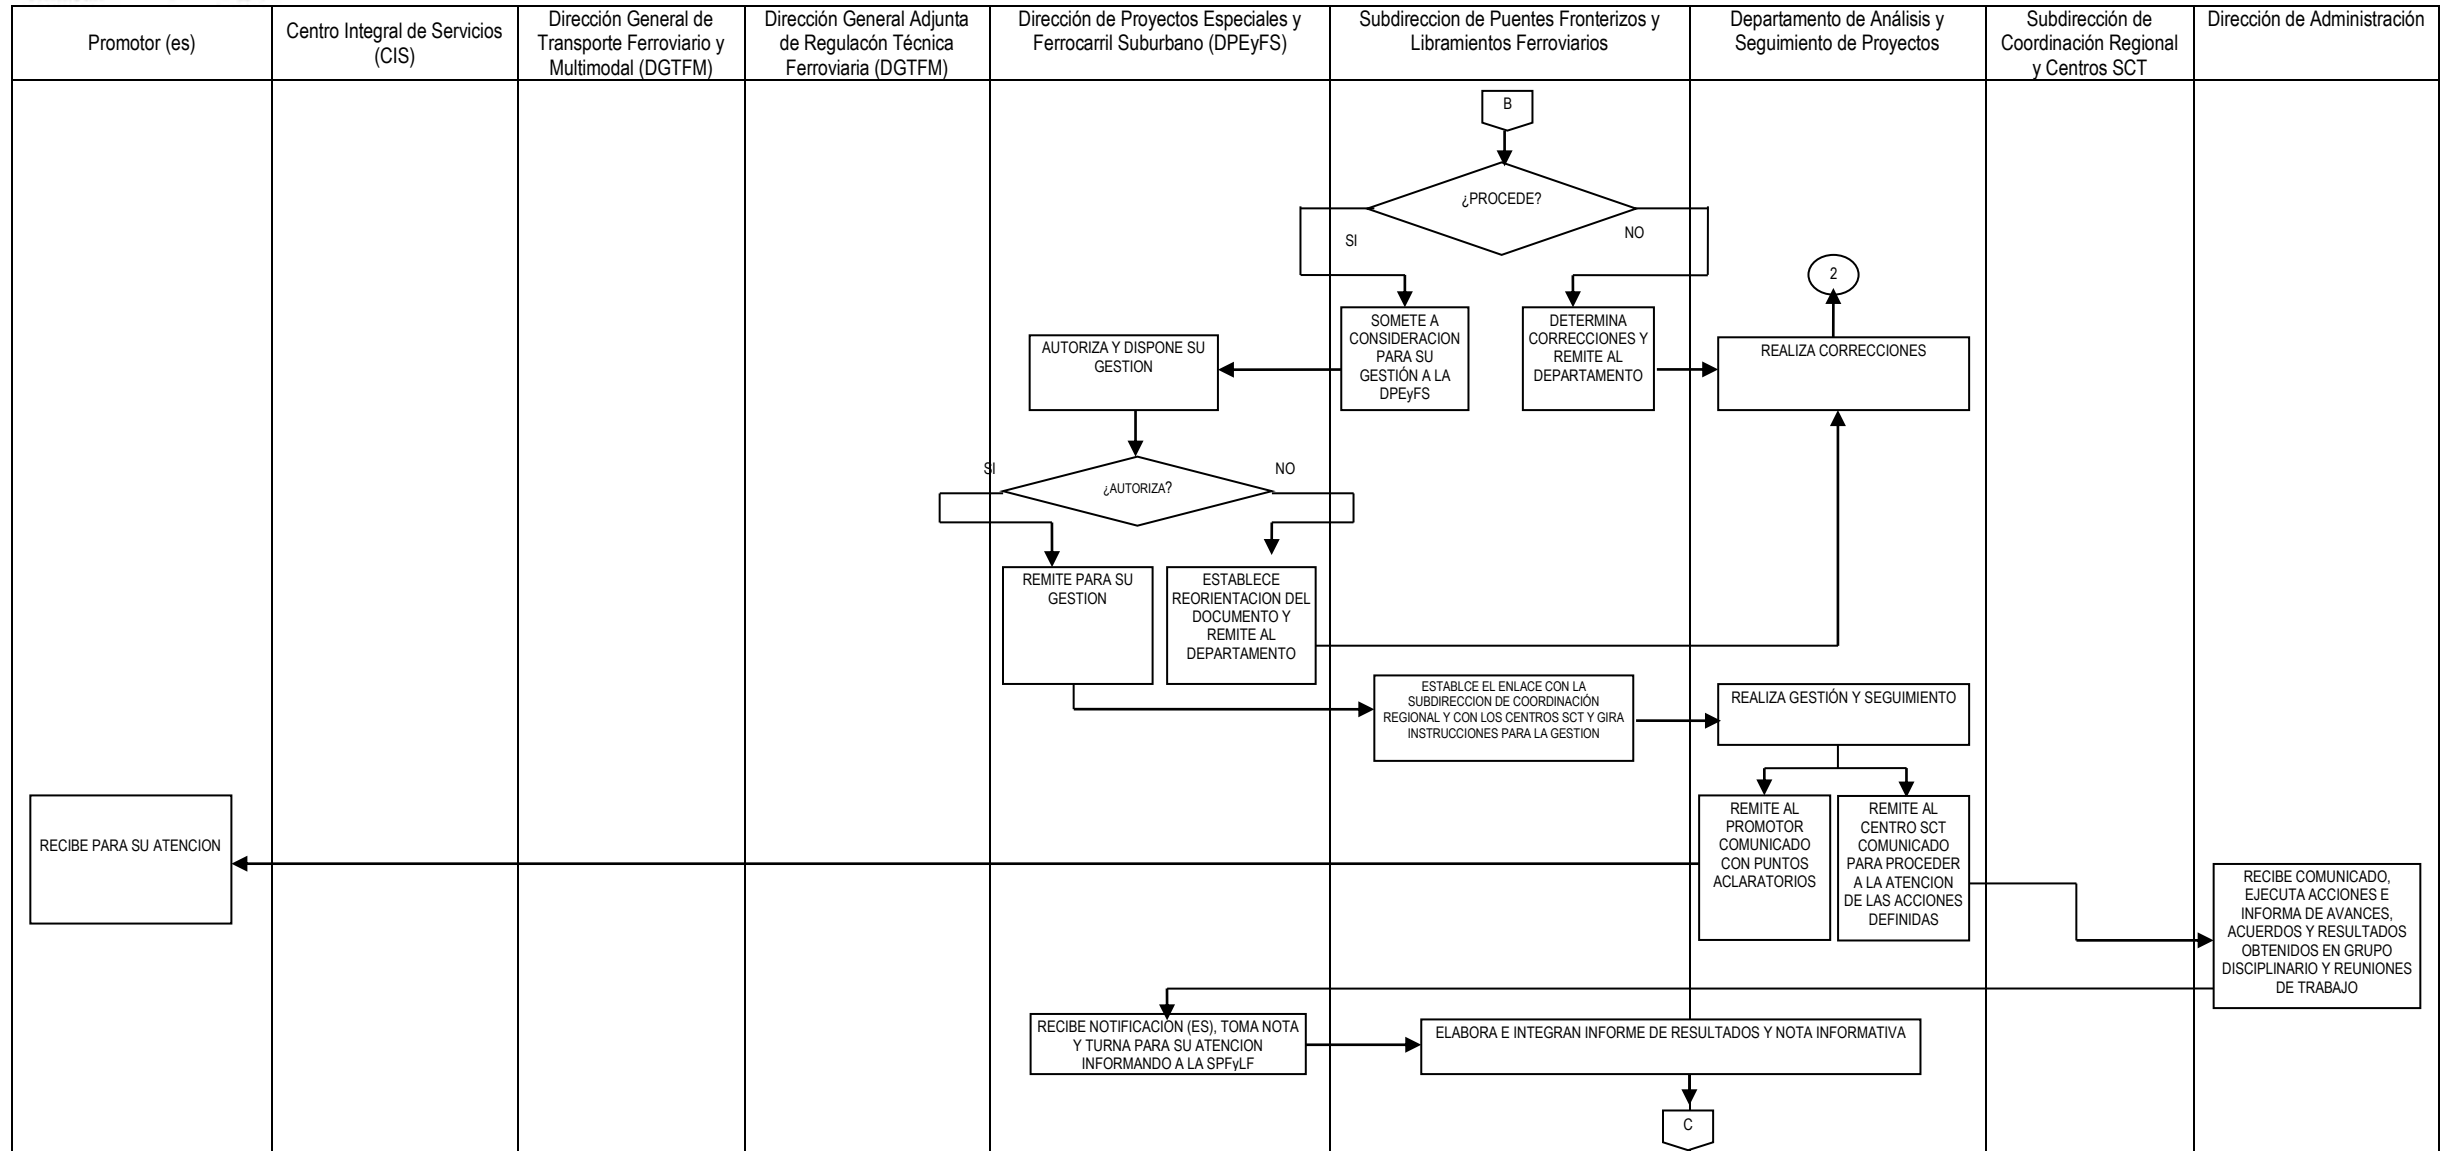 Promotor (es)
Centro Integral de Servicios
(CIS)
Dirección General de
Transporte Ferroviario y
Multimodal (DGTFM)
Dirección General Adjunta
de Regulacón Técnica
Ferroviaria (DGTFM)
Dirección de Proyectos Especiales y
Ferrocarril Suburbano (DPEyFS)
Subdireccion de Puentes Fronterizos y
Libramientos Ferroviarios
Departamento de Análisis y
Seguimiento de Proyectos
Subdirección de
Coordinación Regional
y Centros SCT
Dirección de Administración
B
¿PROCEDE?
SI
NO
2
SOMETE A
CONSIDERACION
PARA SU
GESTIÓN A LA
DPEyFS
DETERMINA
CORRECCIONES Y
REMITE AL
DEPARTAMENTO
REALIZA CORRECCIONES
AUTORIZA Y DISPONE SU
GESTION
SI
NO
¿AUTORIZA?
REMITE PARA SU
GESTION
ESTABLECE
REORIENTACION DEL
DOCUMENTO Y
REMITE AL
DEPARTAMENTO
ESTABLCE EL ENLACE CON LA
SUBDIRECCION DE COORDINACIÓN
REGIONAL Y CON LOS CENTROS SCT Y GIRA
INSTRUCCIONES PARA LA GESTION
REALIZA GESTIÓN Y SEGUIMIENTO
RECIBE PARA SU ATENCION
REMITE AL
PROMOTOR
COMUNICADO
CON PUNTOS
ACLARATORIOS
REMITE AL
CENTRO SCT
COMUNICADO
PARA PROCEDER
A LA ATENCION
DE LAS ACCIONES
DEFINIDAS
RECIBE COMUNICADO,
EJECUTA ACCIONES E
INFORMA DE AVANCES,
ACUERDOS Y RESULTADOS
OBTENIDOS EN GRUPO
DISCIPLINARIO Y REUNIONES
DE TRABAJO
RECIBE NOTIFICACIÓN (ES), TOMA NOTA
Y TURNA PARA SU ATENCION
INFORMANDO A LA SPFyLF
ELABORA E INTEGRAN INFORME DE RESULTADOS Y NOTA INFORMATIVA
C